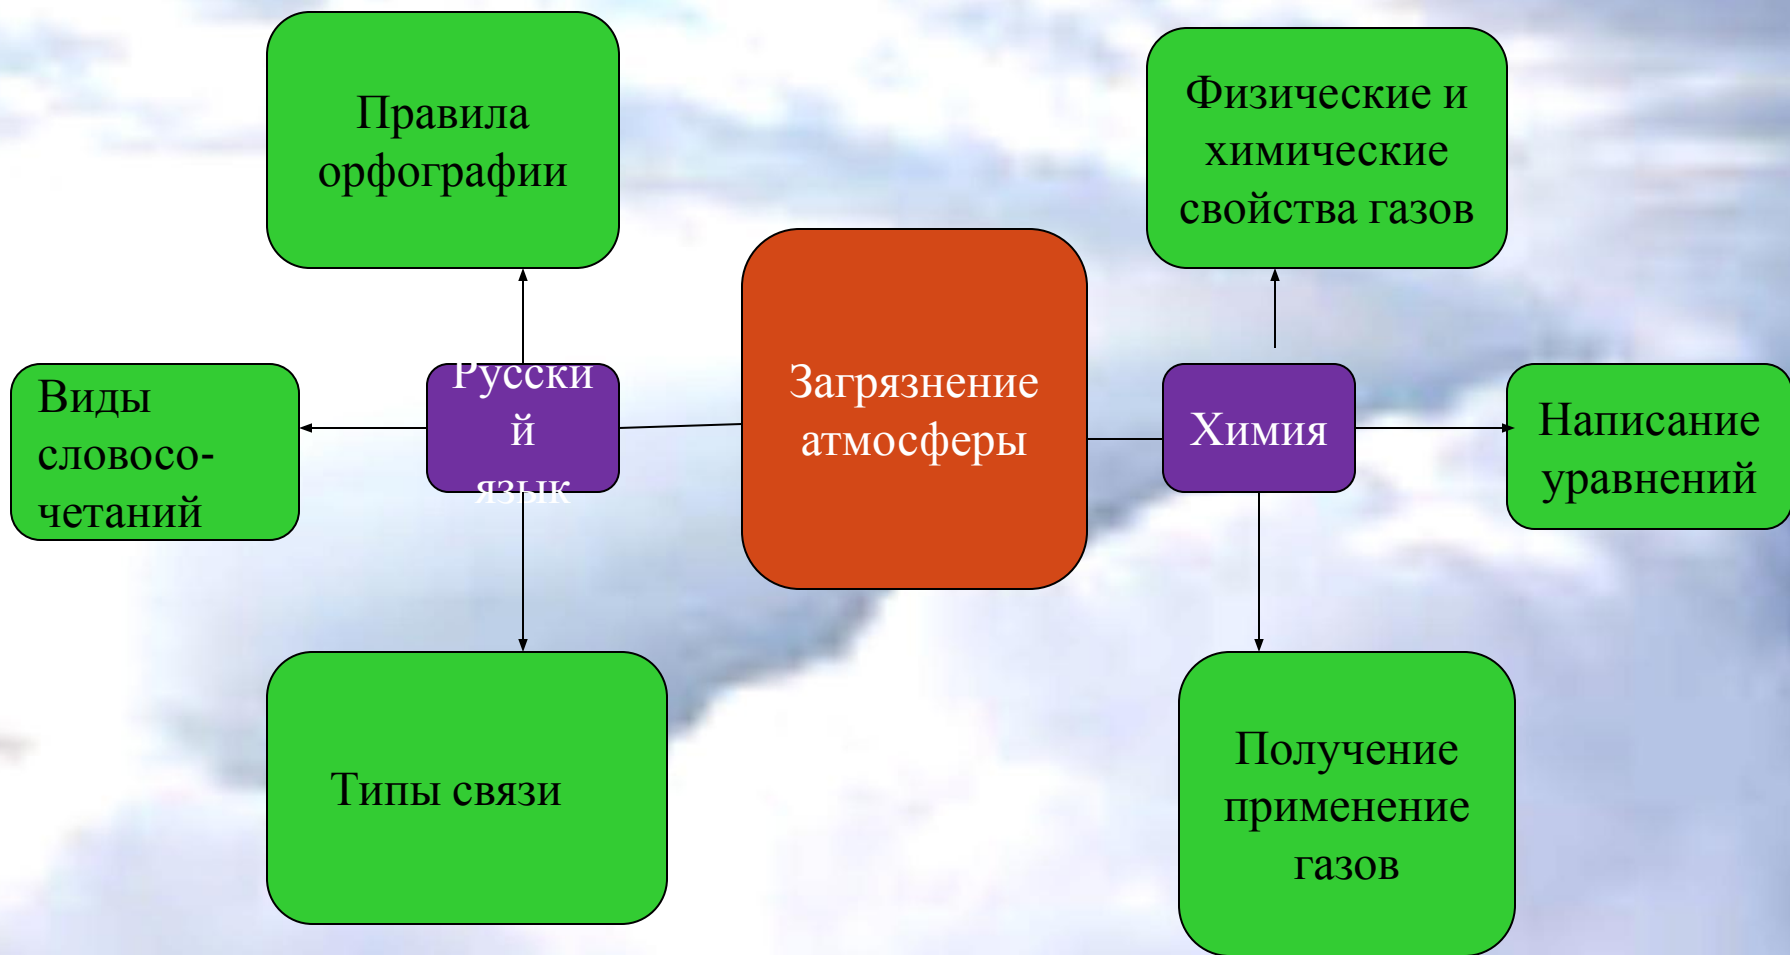 Правила
орфографии
Физические и
химические
свойства газов
Виды
словосо-
четаний
Русски
й
язык
Загрязнение
атмосферы
Химия
Написание
уравнений
Типы связи
Получение
применение
газов